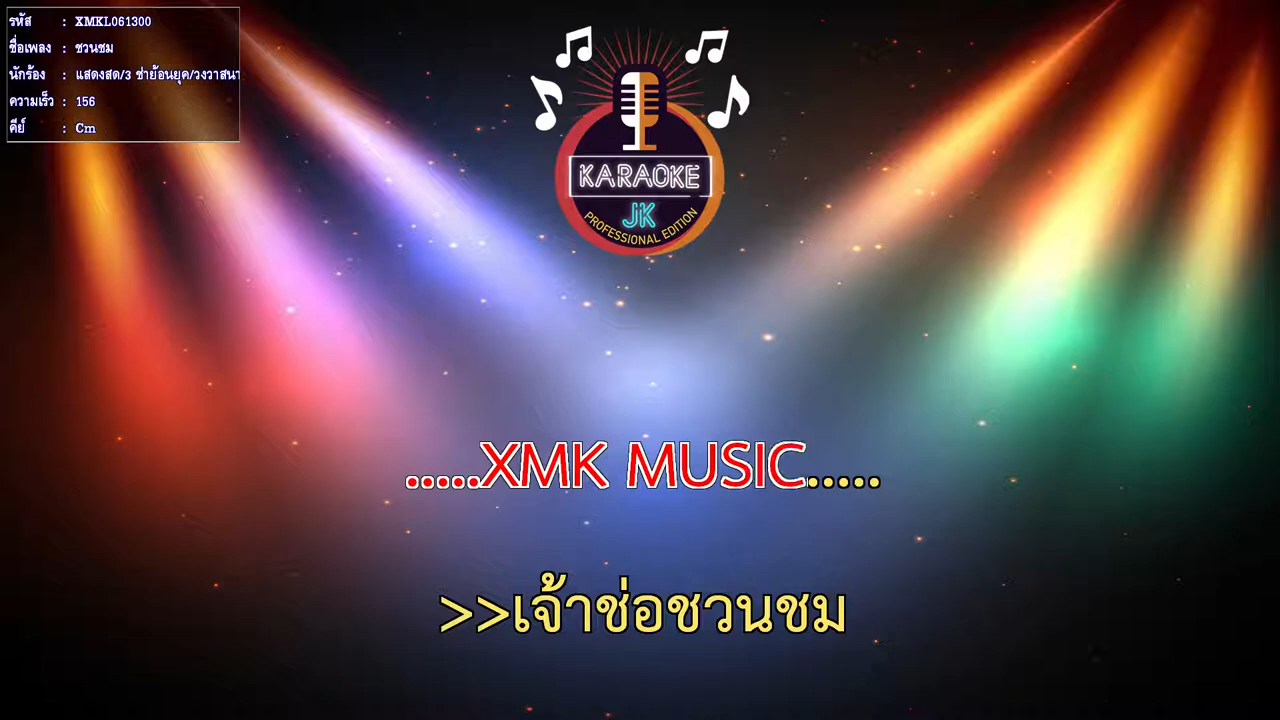 รหัส : XMKL061300
ชื่อเพลง : ชวนชม
นักร้อง : แสดงสด/3 ช่าย้อนยุค/วงวาสนา
ความเร็ว : 156
คีย์ : Cm
KARAOKE
JK
PROFESSIONAL EDITION
.....XMK MUSIC.....
>>เจ้าช่อชวนชม